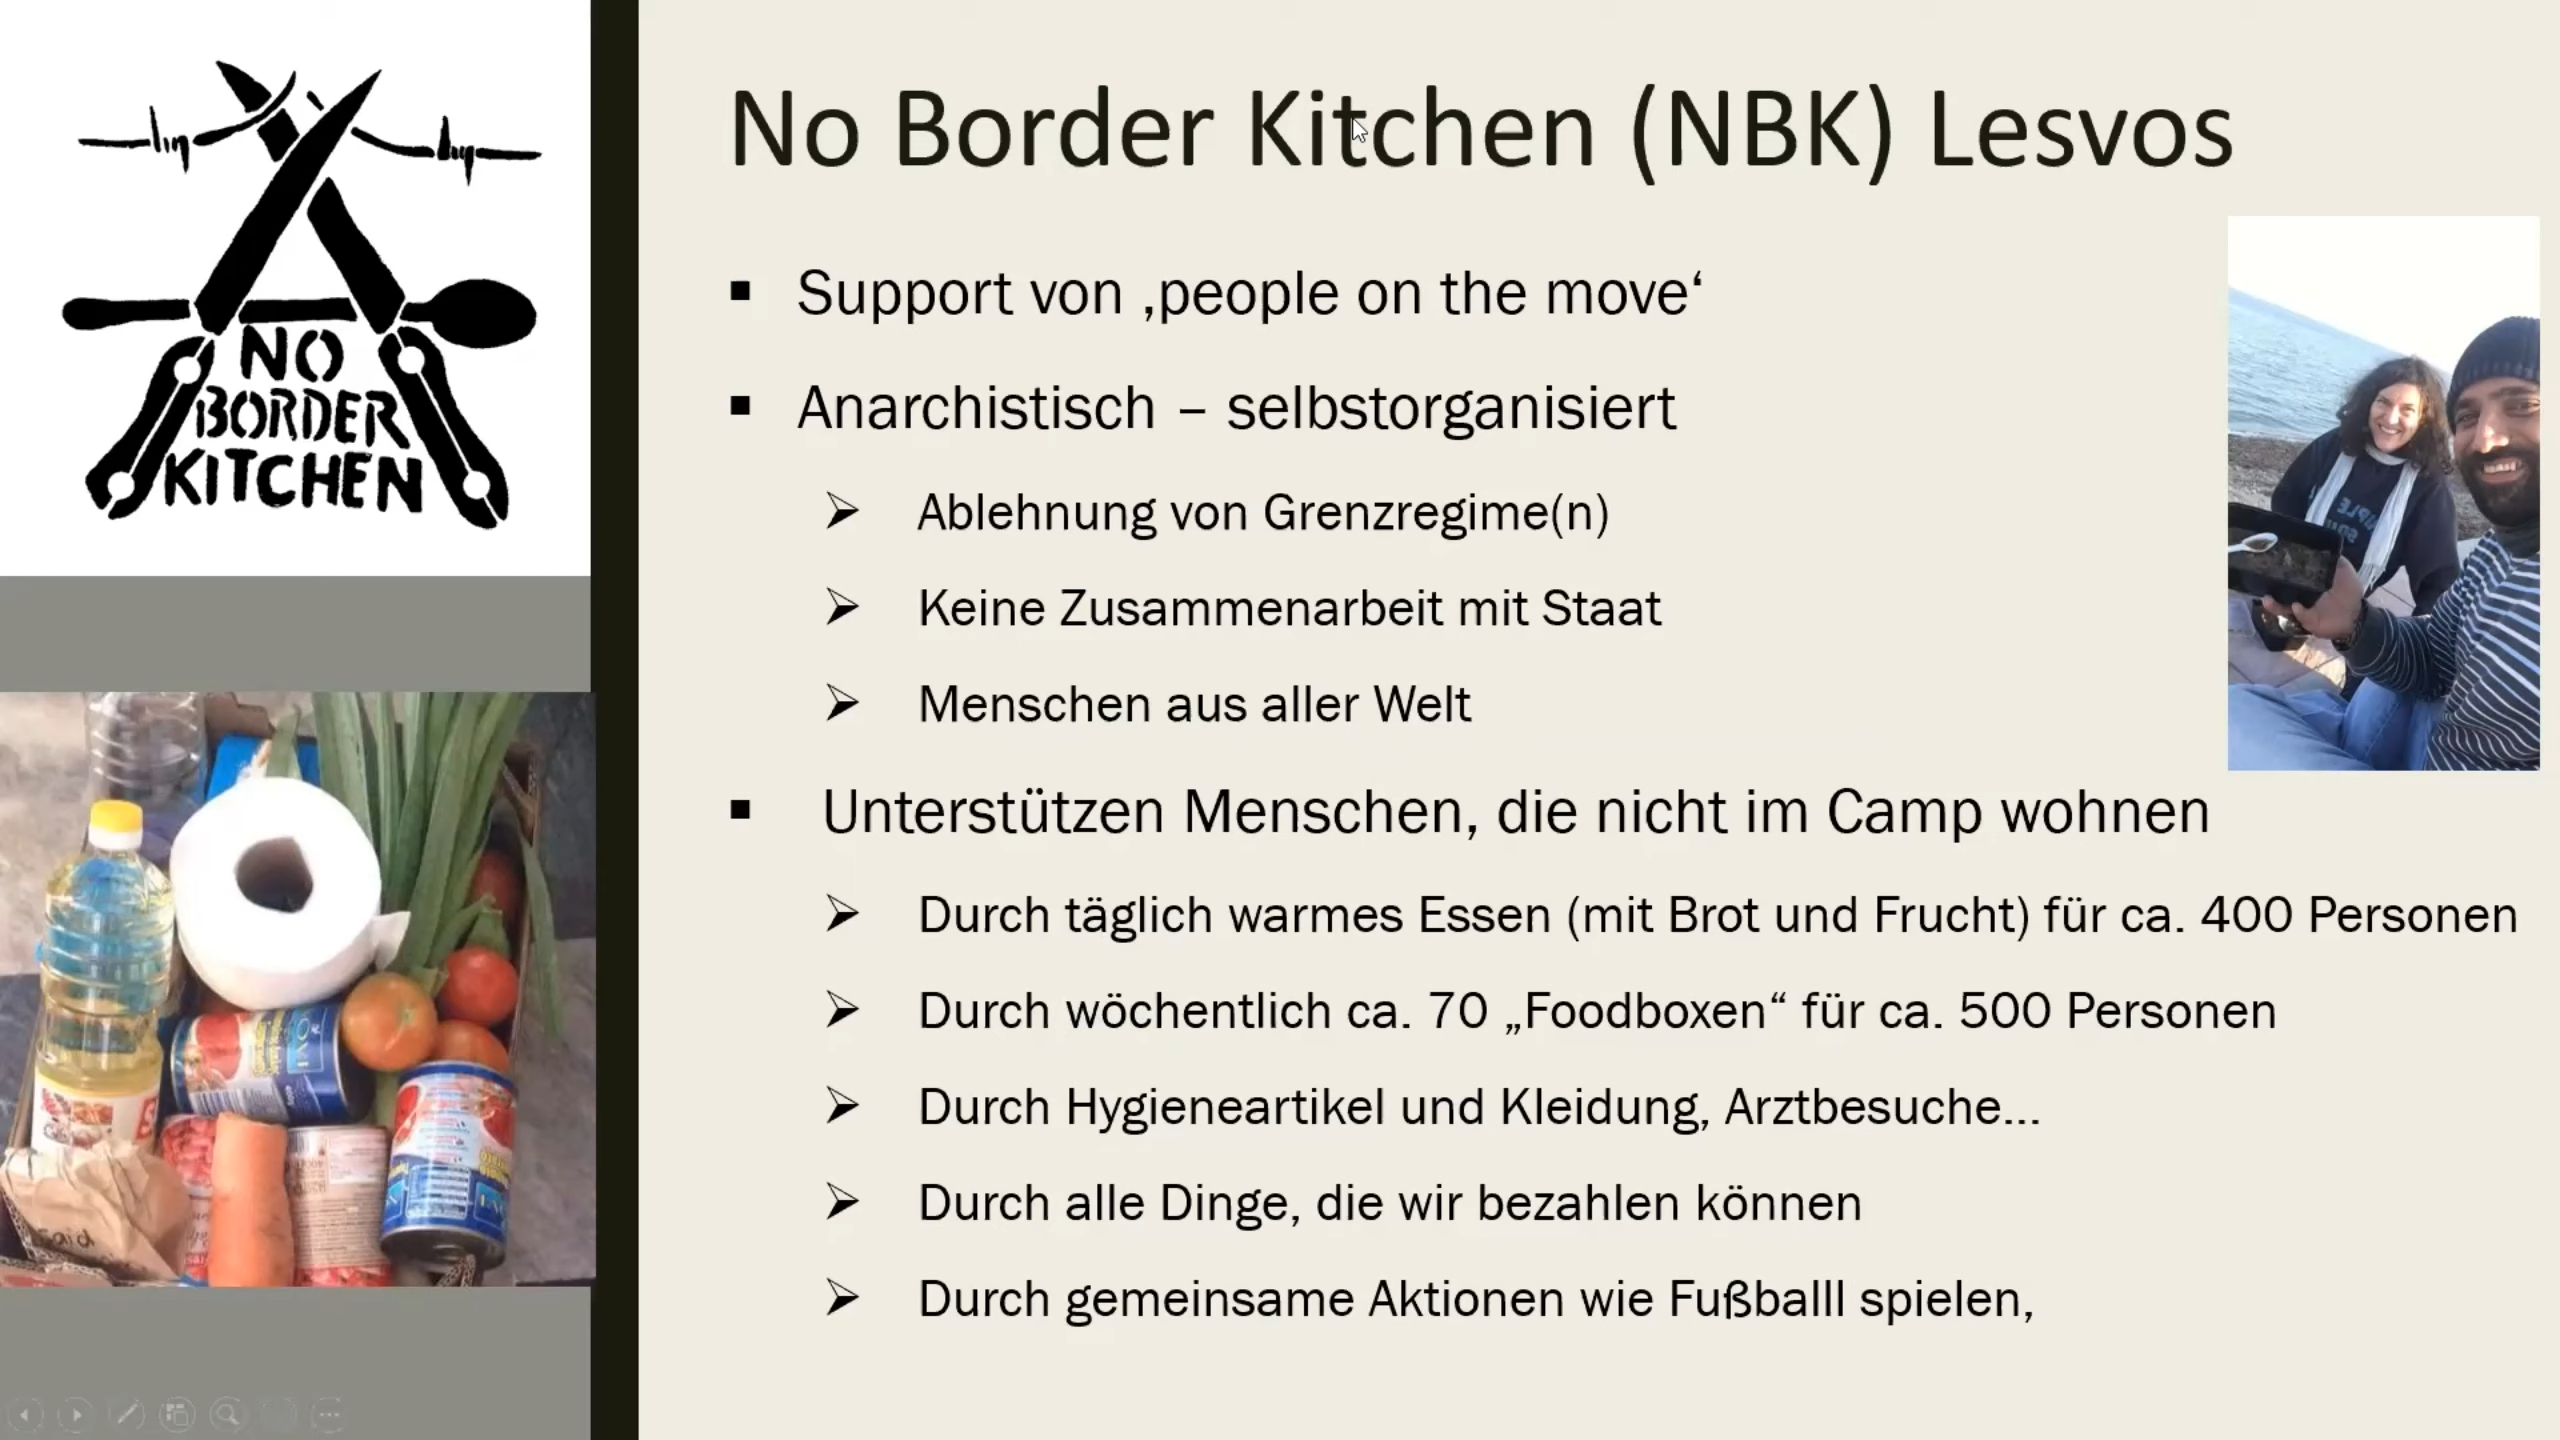 NO
BORDER
KITCHEN
No Border Kitchen (NBK) Lesvos
▪ Support von ‚people on the move‘
▪ Anarchistisch – selbstorganisiert
➢ Ablehnung von Grenzregime(n)
➢ Keine Zusammenarbeit mit Staat
➢ Menschen aus aller Welt
▪ Unterstützen Menschen, die nicht im Camp wohnen
➢ Durch täglich warmes Essen (mit Brot und Frucht) für ca. 400 Personen
➢ Durch wöchentlich ca. 70 „Foodboxen“ für ca. 500 Personen
➢ Durch Hygieneartikel und Kleidung, Arztbesuche...
➢ Durch alle Dinge, die wir bezahlen können
➢ Durch gemeinsame Aktionen wie Fußballl spielen,